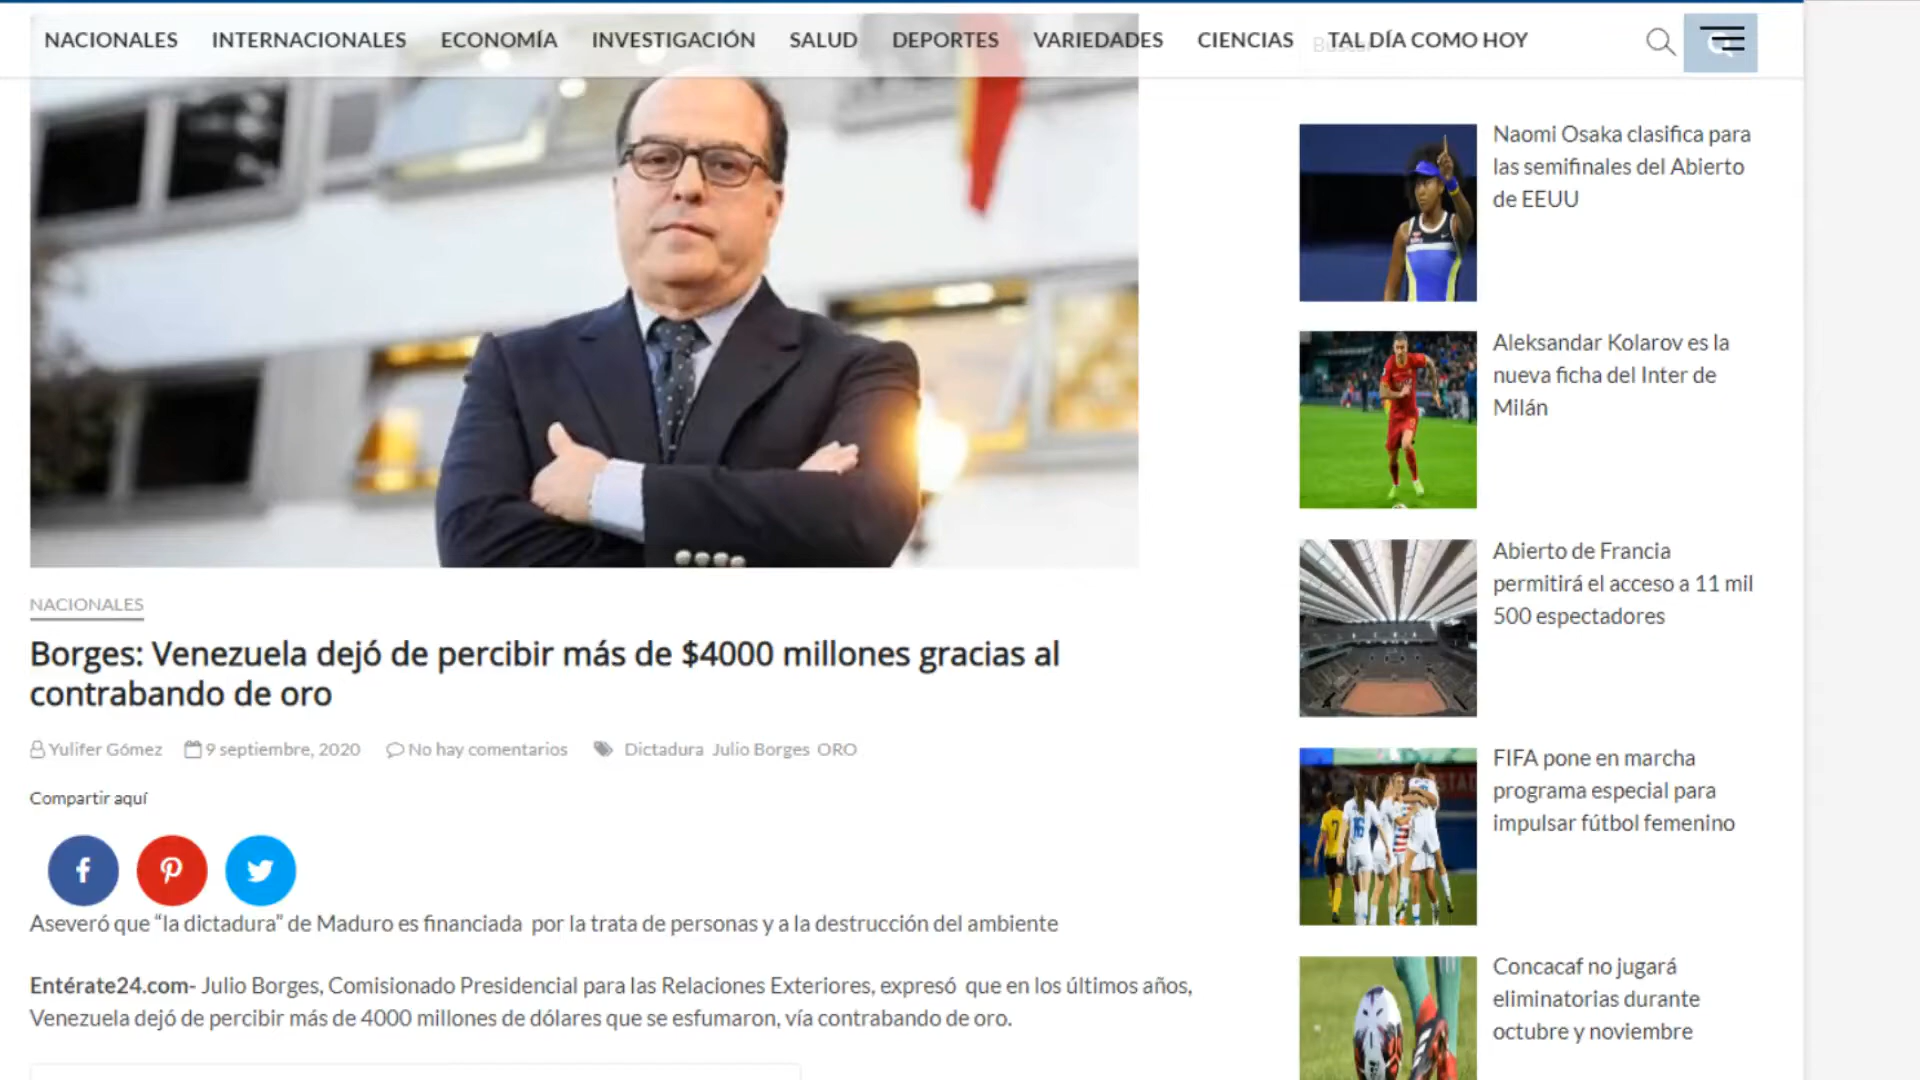 NACIONALES INTERNACIONALES ECONOMÍA INVESTIGACIÓN SALUD DEPORTES VARIEDADES CIENCIAS TAL DÍA COMO HOY
NACIONALES
Borges: Venezuela dejó de percibir más de $4000 millones gracias al
contrabando de oro
Yulifer Gómez 9 septiembre, 2020 No hay comentarios Dictadura Julio Borges ORO
Compartir aquí
Aseveró que “la dictadura” de Maduro es financiada por la trata de personas y a la destrucción del ambiente
Entérate24.com- Julio Borges, Comisionado Presidencial para las Relaciones Exteriores, expresó que en los últimos años,
Venezuela dejó de percibir más de 4000 millones de dólares que se esfumaron, vía contrabando de oro.
Naomi Osaka clasifica para
las semifinales del Abierto
de EEUU
Aleksandar Kolarov es la
nueva ficha del Inter de
Milán
Abierto de Francia
permitirá el acceso a 11 mil
500 espectadores
FIFA pone en marcha
programa especial para
impulsar fútbol femenino
Concacaf no jugará
eliminatorias durante
octubre y noviembre